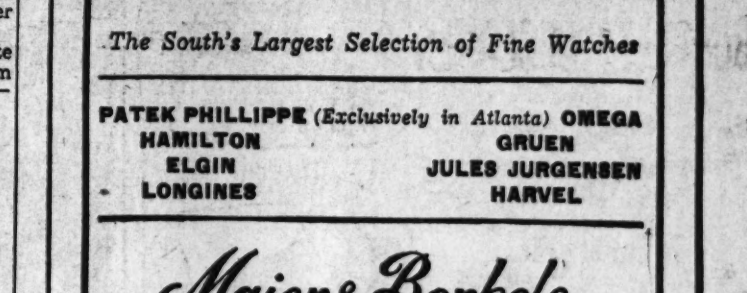 The South's Largest Selection of Fine Watches
PATEK PHILLIPPE (Exclusively in Atlanta) OMEGA
HAMILTON GRUEN
ELGIN JULES JURGENSEN
LONGINES HARVEL